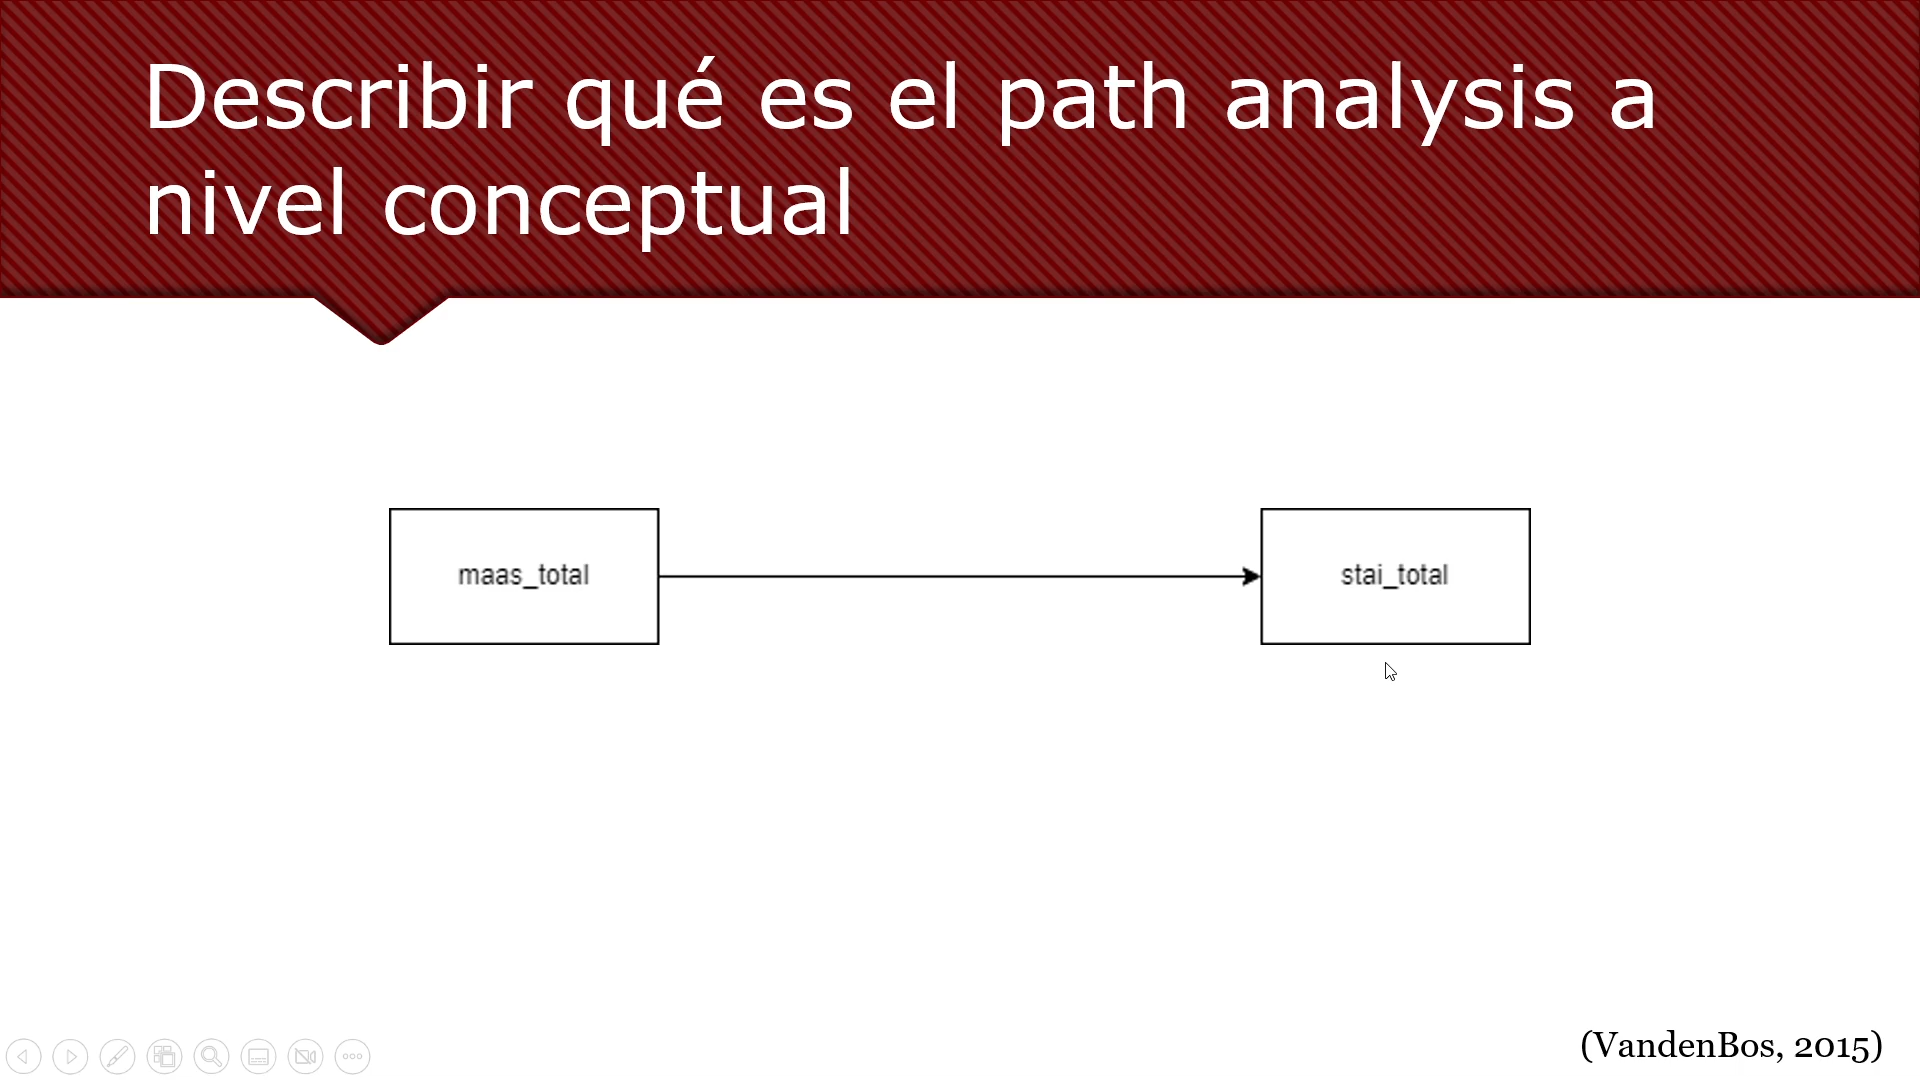 Describir qué es el path analysis a
nivel conceptual
maas_total
stai_total
(VandenBos, 2015)